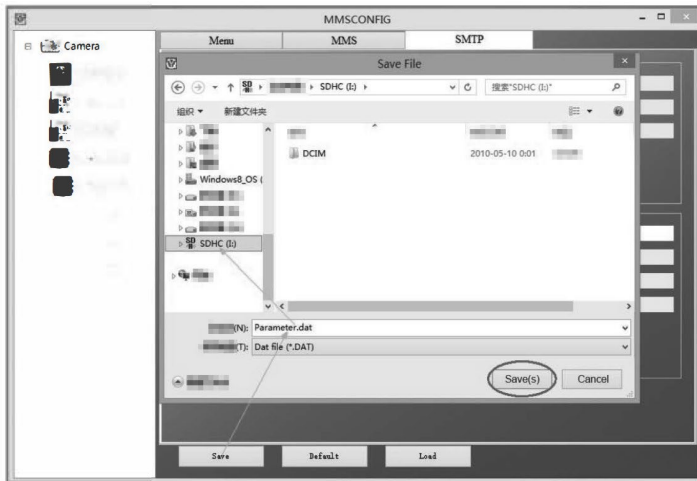 MMSCONFIG
Camera
Menu MMS SMTP
Save File
SDHC (I:)
搜索"SDHC (I:)"
组织 新建文件夹
DCIM 2010-05-10 0:01
Windows8_OS (
SDHC (I:)
(N): Parameter.dat
(T): Dat file (*.DAT)
Save(s) Cancel
Save Default Load